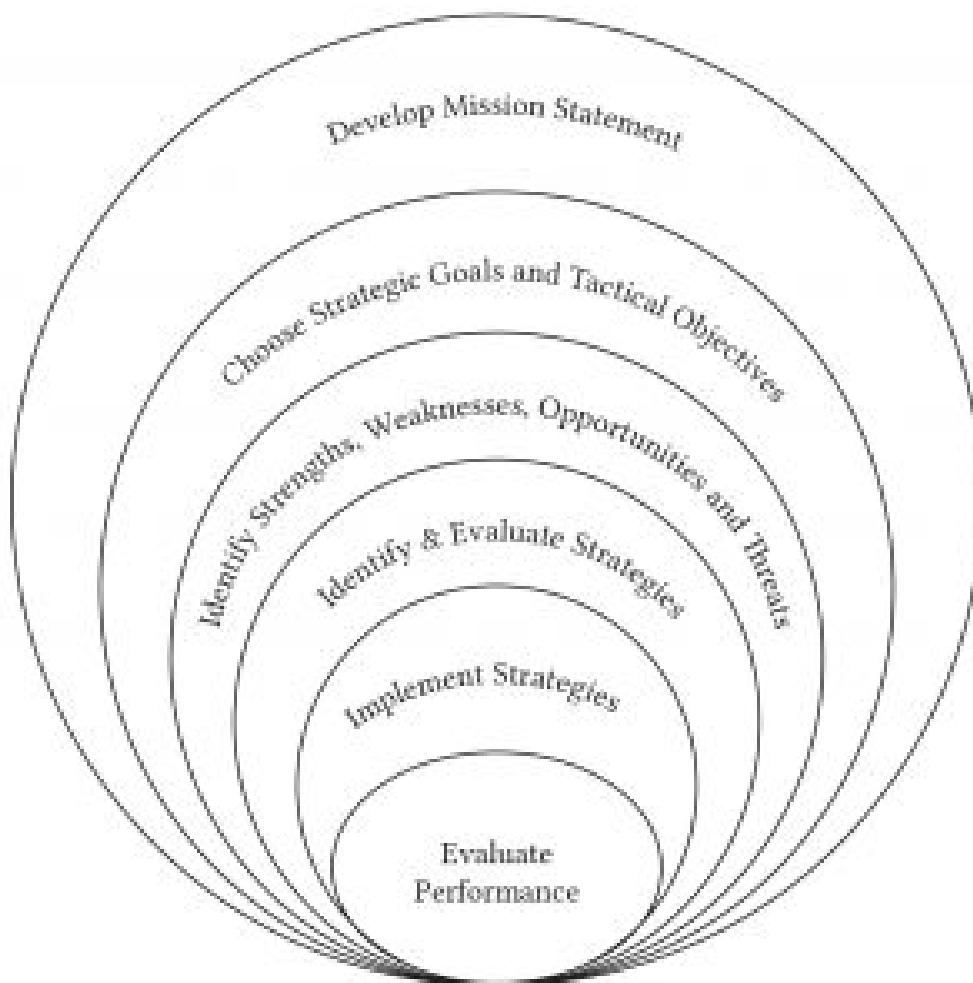 Develop Mission Statement
Choose Strategic Goals and Tactical Objectives
Identify Strengths, Weaknesses, Opportunities and Threats
Identify & Evaluate Strategies
Implement Strategies
Evaluate
Performance